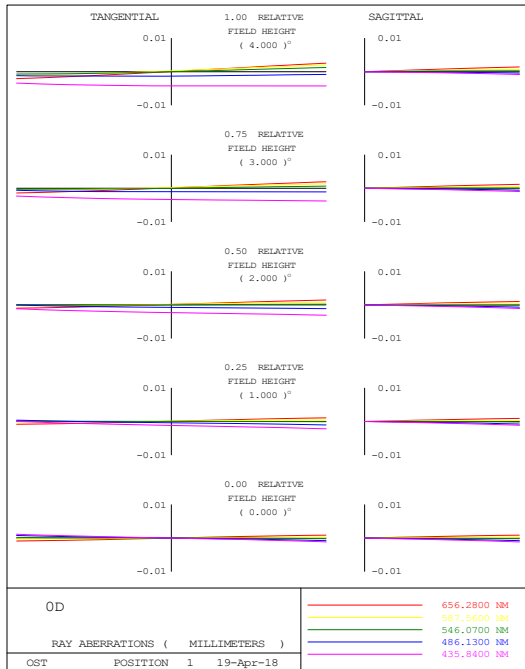 TANGENTIAL 1.00 RELATIVE SAGITTAL
FIELD HEIGHT
( 4.000 )°
0.01 0.01
-0.01 -0.01
0.75 RELATIVE
FIELD HEIGHT
( 3.000 )°
0.01 0.01
-0.01 -0.01
0.50 RELATIVE
FIELD HEIGHT
( 2.000 )°
0.01 0.01
-0.01 -0.01
0.25 RELATIVE
FIELD HEIGHT
( 1.000 )°
0.01 0.01
-0.01 -0.01
0.00 RELATIVE
FIELD HEIGHT
( 0.000 )°
0.01 0.01
-0.01 -0.01
0D
RAY ABERRATIONS ( MILLIMETERS )
OST POSITION 1 19-Apr-18
656.2800 NM
587.5600 NM
546.0700 NM
486.1300 NM
435.8400 NM